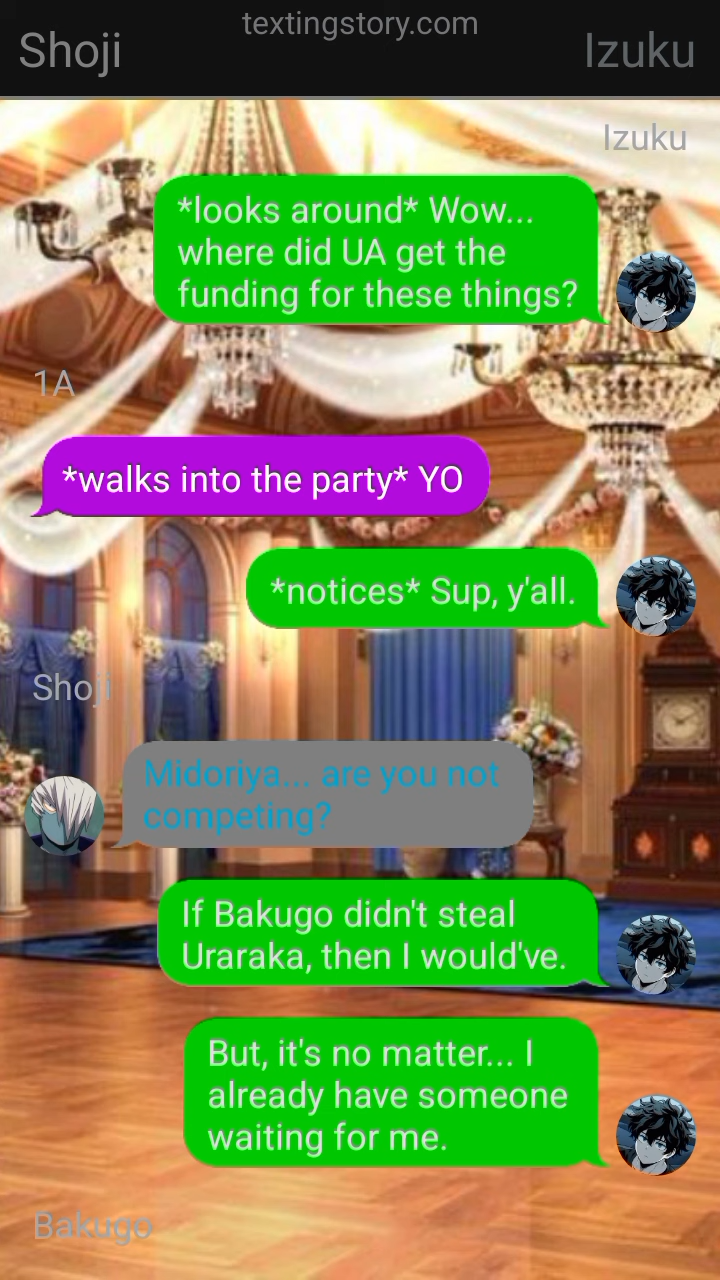 textingstory.com
Shoji
Izuku
Izuku
*looks around* Wow...
where did UA get the
funding for these things?
1A
*walks into the party* YO
*notices* Sup, y'all.
Shoji
Midoriya... are you not
competing?
If Bakugo didn't steal
Uraraka, then I would've.
But, it's no matter... I
already have someone
waiting for me.
Bakugo